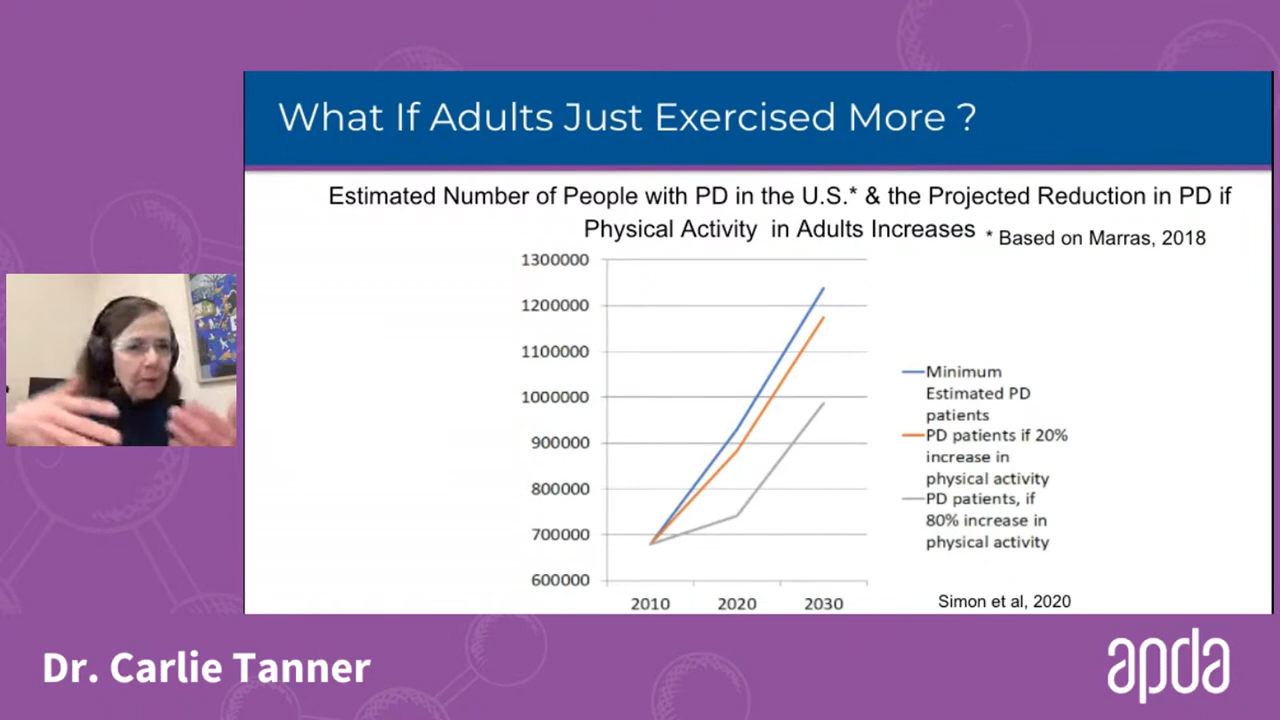 What If Adults Just Exercised More ?
Estimated Number of People with PD in the U.S.* & the Projected Reduction in PD if
Physical Activity in Adults Increases
* Based on Marras, 2018
1300000
1200000
1100000
1000000
900000
800000
700000
600000
2010 2020 2030
Minimum
Estimated PD
patients
PD patients if 20%
increase in
physical activity
PD patients, if
80% increase in
physical activity
Simon et al, 2020
Dr. Carlie Tanner
apda